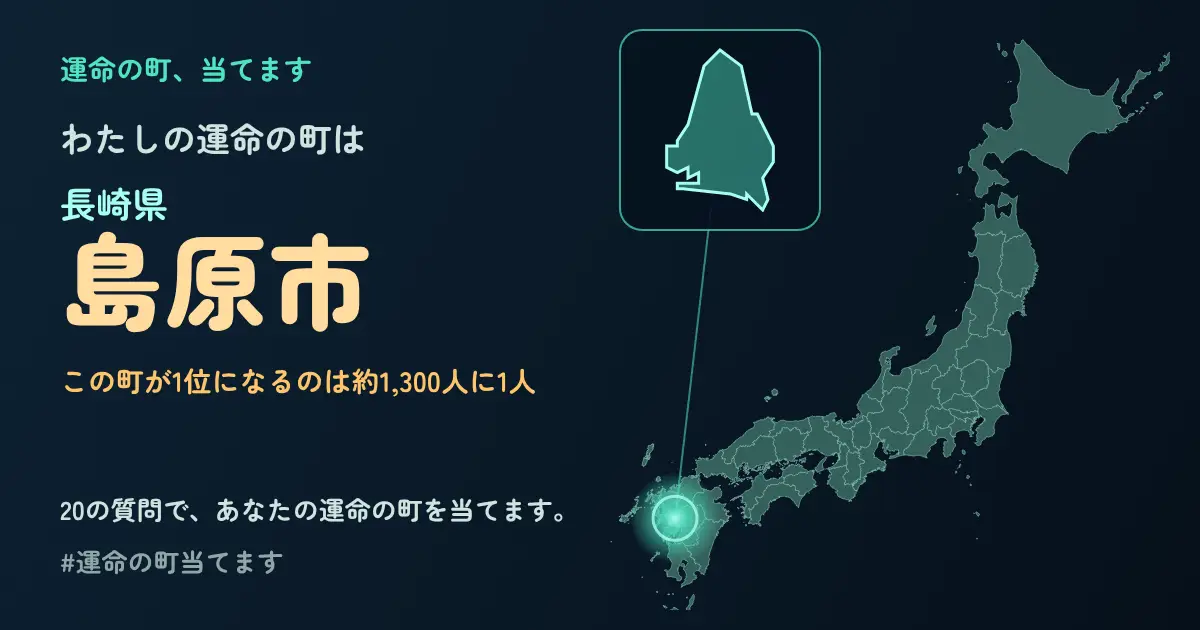 運命の町、当てます
わたしの運命の町は
長崎県
島原市
この町が1位になるのは約1,300人に1人
20の質問で、あなたの運命の町を当てます。
#運命の町当てます